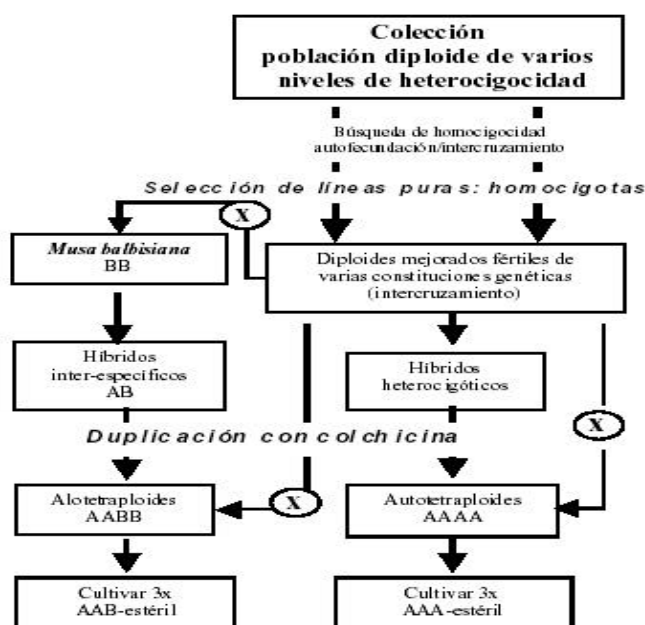 Colección
población diploide de varios
niveles de heterocigocidad
Búsqueda de homocigocidad
autofecundación/intercruzamiento
Selección de líneas puras: homocigotas
X
Musa balbisiana
BB
Diploides mejorados fértiles de
varias constituciones genéticas
(intercruzamiento)
Híbridos
inter-específicos
AB
Híbridos
heterocigóticos
X
Duplicación con colchicina
Alotetraploides
AABB
X
Autotetraploides
AAAA
Cultivar 3x
AAB-estéril
Cultivar 3x
AAA-estéril